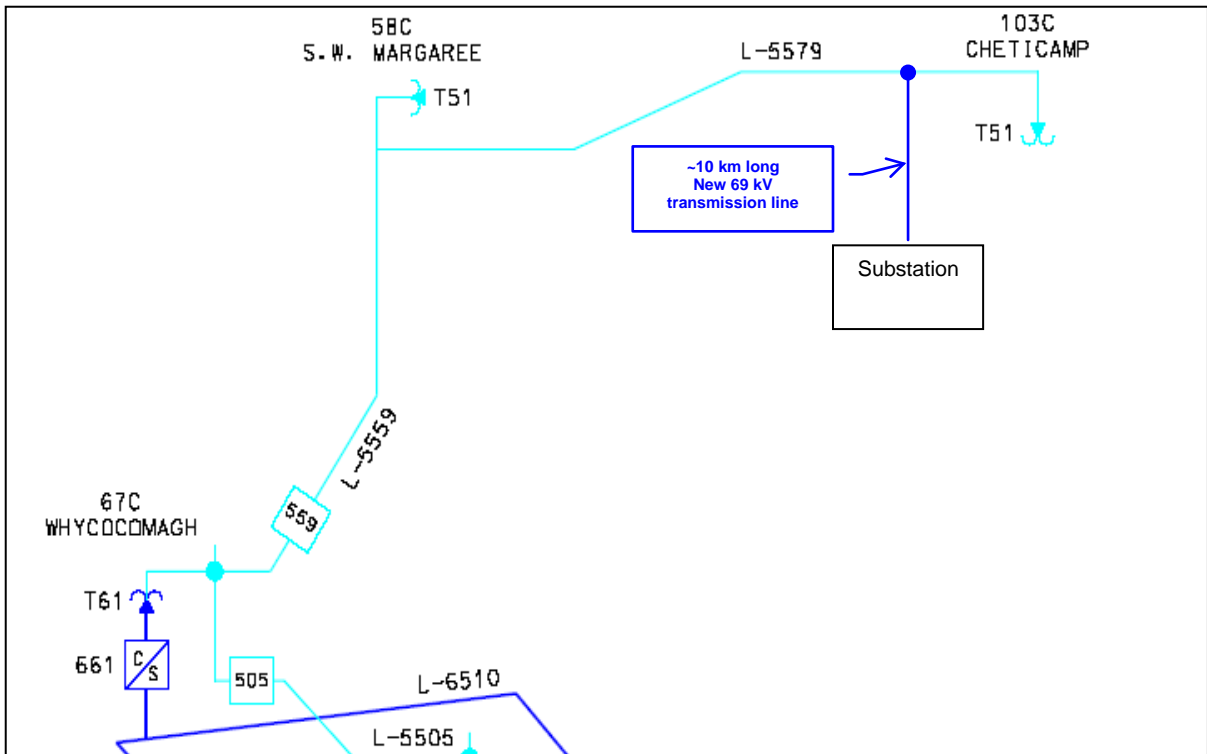 58C
S.W. MARGAREE
T51
L-5579
103C
CHETICAMP
T51
~10 km long
New 69 kV
transmission line
Substation
L-5559
559
67C
WHYCOCOMAGH
T61
661
C/S
505
L-6510
L-5505